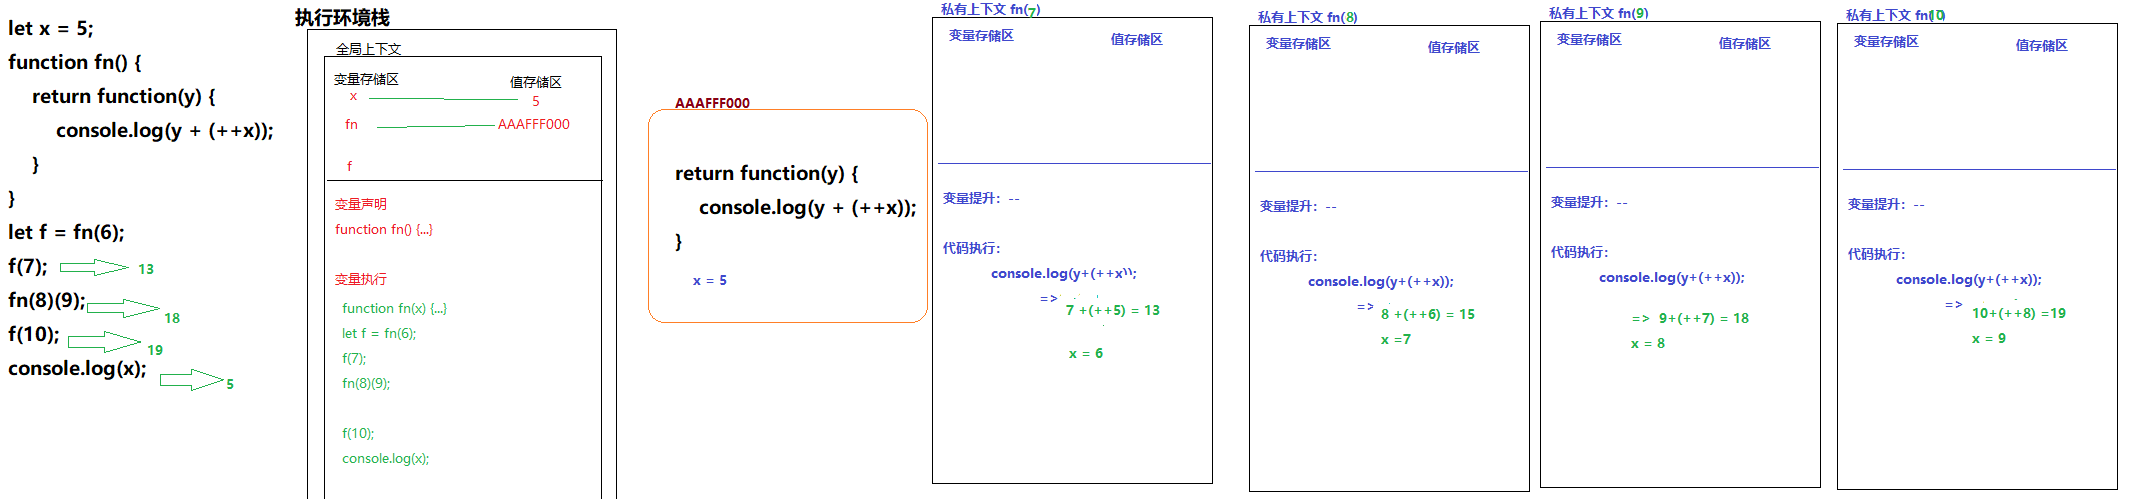 let x = 5;
function fn() {
return function(y) {
console.log(y + (++x));
}
}
let f = fn(6);
f(7);
13
fn(8)(9);
18
f(10);
19
console.log(x);
5
执行环境栈
全局上下文
变量存储区
值存储区
x
5
fn
AAAFFF000
f
变量声明
function fn() {...}
变量执行
function fn(x) {...}
let f = fn(6);
f(7);
fn(8)(9);
f(10);
console.log(x);
AAAFFF000
return function(y) {
console.log(y + (++x));
}
x = 5
私有上下文 fn(7)
变量存储区
值存储区
变量提升：--
代码执行：
console.log(y+(++x));
=>
7 +(++5) = 13
x = 6
私有上下文 fn(8)
变量存储区
值存储区
变量提升：--
代码执行：
console.log(y+(++x));
=>
8 +(++6) = 15
x =7
私有上下文 fn(9)
变量存储区
值存储区
变量提升：--
代码执行：
console.log(y+(++x));
=> 9+(++7) = 18
x = 8
私有上下文 fn(10)
变量存储区
值存储区
变量提升：--
代码执行：
console.log(y+(++x));
=>
10+(++8) =19
x = 9